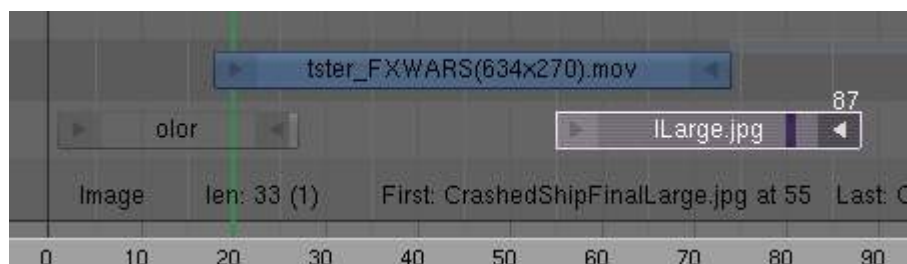 tster_FXWARS(634x270).mov
87
olor lLarge.jpg
Image len: 33 (1) First: CrashedShipFinalLarge.jpg at 55 Last: C
0 10 20 30 40 50 60 70 80 90